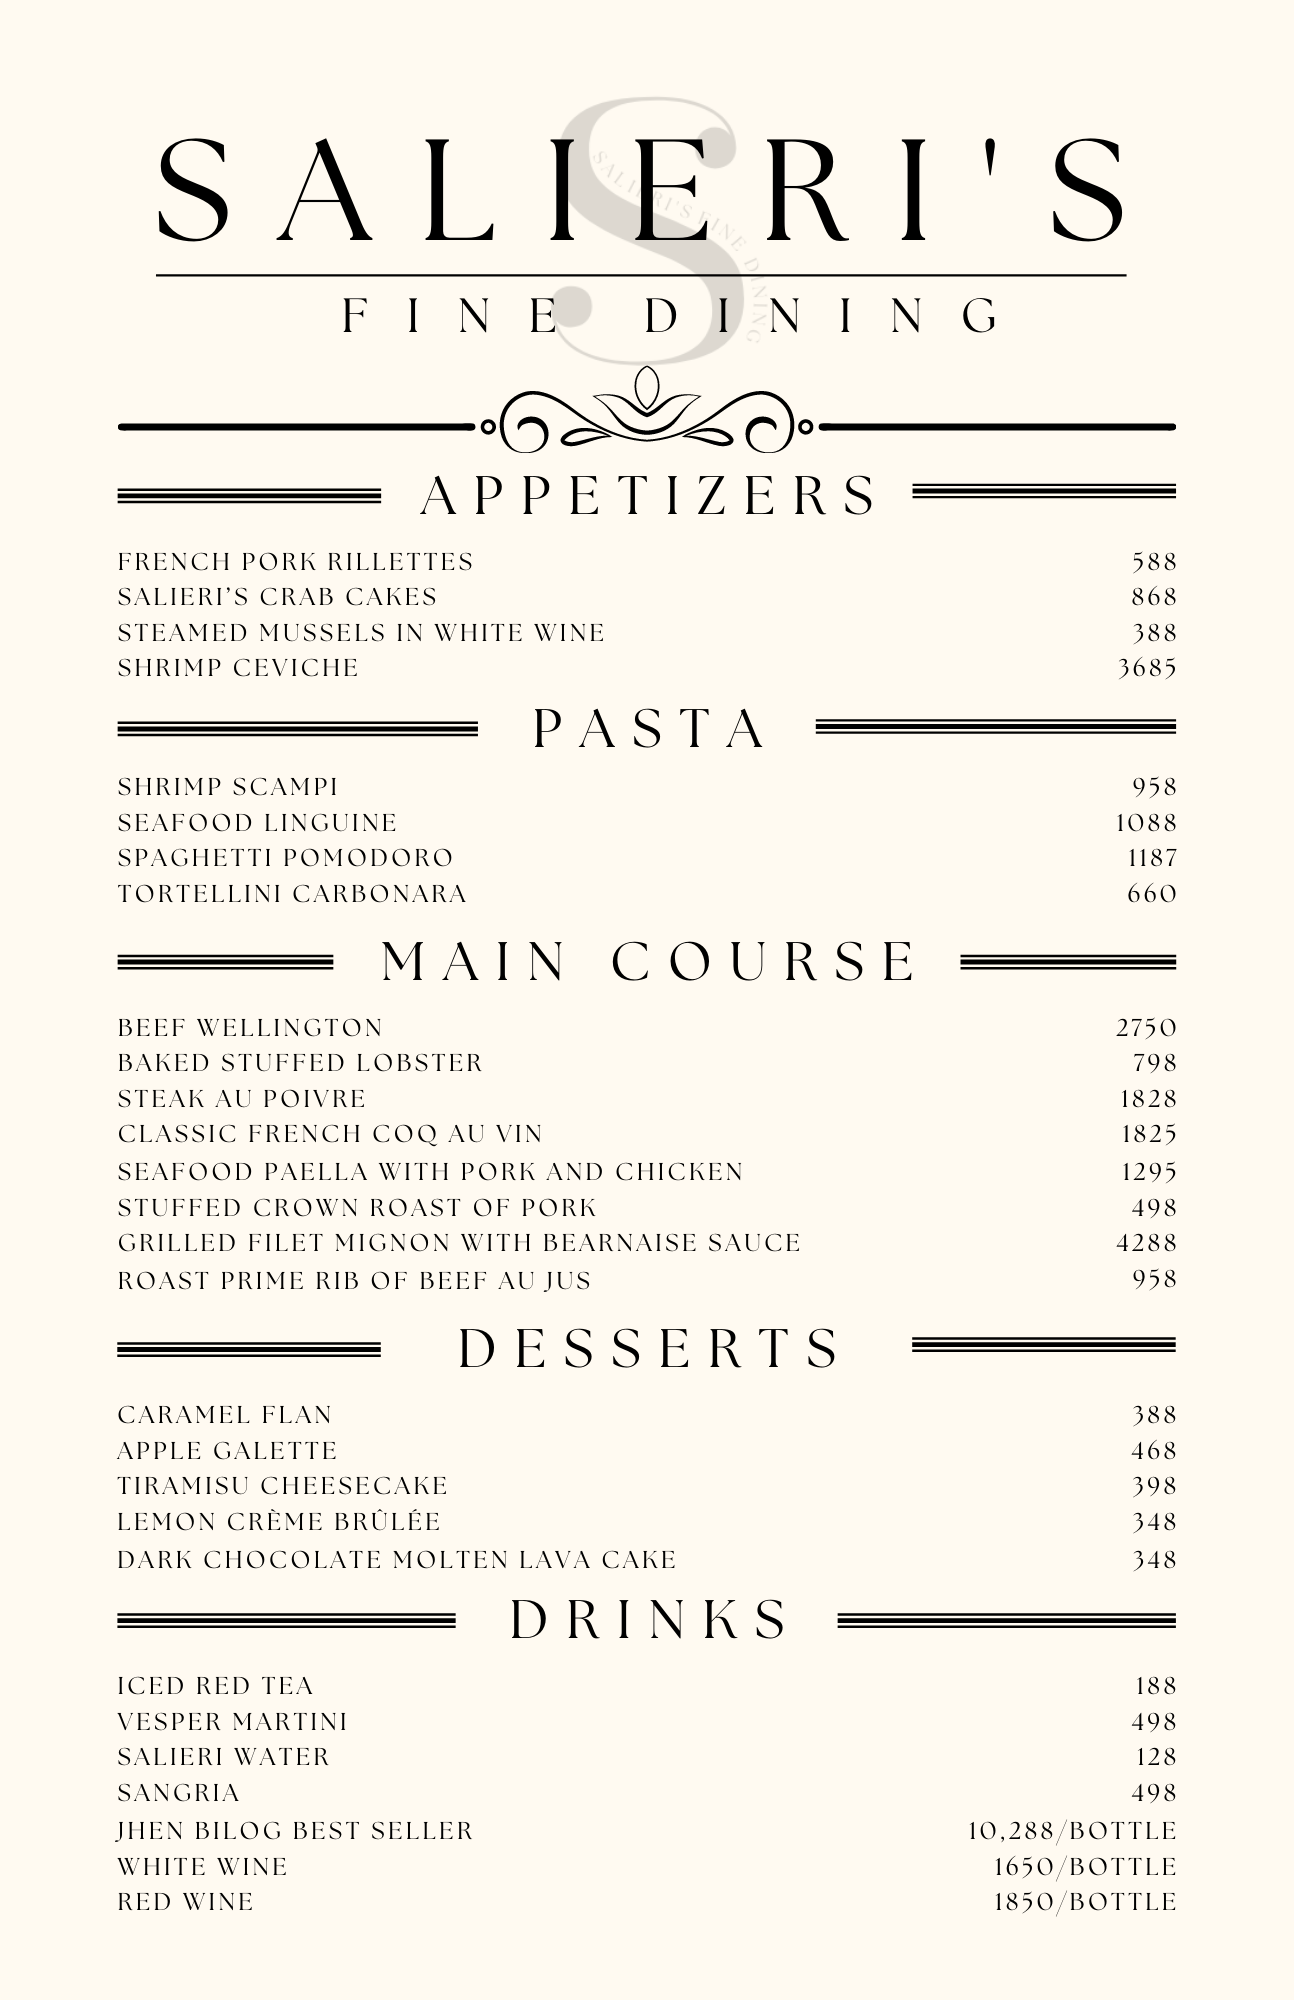 SALIERI'S
SALIERI'S FINE DINING
FINE DINING
APPETIZERS
FRENCH PORK RILLETTES 588
SALIERI’S CRAB CAKES 868
STEAMED MUSSELS IN WHITE WINE 388
SHRIMP CEVICHE 3685
PASTA
SHRIMP SCAMPI 958
SEAFOOD LINGUINE 1088
SPAGHETTI POMODORO 1187
TORTELLINI CARBONARA 660
MAIN COURSE
BEEF WELLINGTON 2750
BAKED STUFFED LOBSTER 798
STEAK AU POIVRE 1828
CLASSIC FRENCH COQ AU VIN 1825
SEAFOOD PAELLA WITH PORK AND CHICKEN 1295
STUFFED CROWN ROAST OF PORK 498
GRILLED FILET MIGNON WITH BEARNAISE SAUCE 4288
ROAST PRIME RIB OF BEEF AU JUS 958
DESSERTS
CARAMEL FLAN 388
APPLE GALETTE 468
TIRAMISU CHEESECAKE 398
LEMON CRÈME BRÛLÉE 348
DARK CHOCOLATE MOLTEN LAVA CAKE 348
DRINKS
ICED RED TEA 188
VESPER MARTINI 498
SALIERI WATER 128
SANGRIA 498
JHEN BILOG BEST SELLER 10,288/BOTTLE
WHITE WINE 1650/BOTTLE
RED WINE 1850/BOTTLE